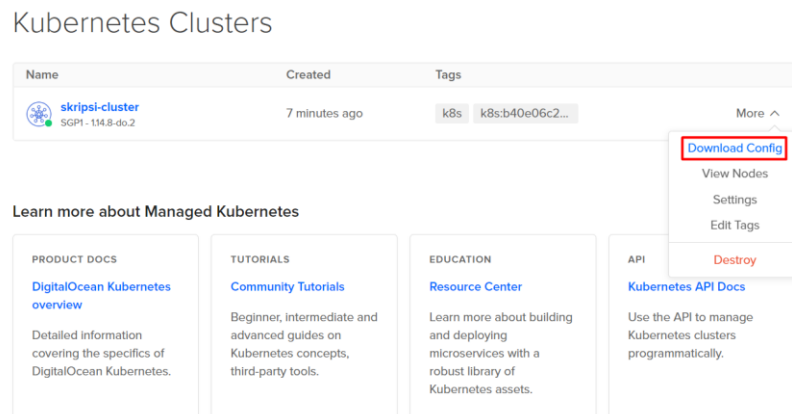 Kubernetes Clusters
Name Created Tags
skripsi-cluster
SGP1 - 1.14.8-do.2
7 minutes ago
k8s k8s:b40e06c2...
More
Download Config
View Nodes
Settings
Edit Tags
Destroy
Learn more about Managed Kubernetes
PRODUCT DOCS
DigitalOcean Kubernetes
overview
Detailed information
covering the specifics of
DigitalOcean Kubernetes.
TUTORIALS
Community Tutorials
Beginner, intermediate and
advanced guides on
Kubernetes concepts,
third-party tools.
EDUCATION
Resource Center
Learn more about building
and deploying
microservices with a
robust library of
Kubernetes assets.
API
Kubernetes API Docs
Use the API to manage
Kubernetes clusters
programmatically.